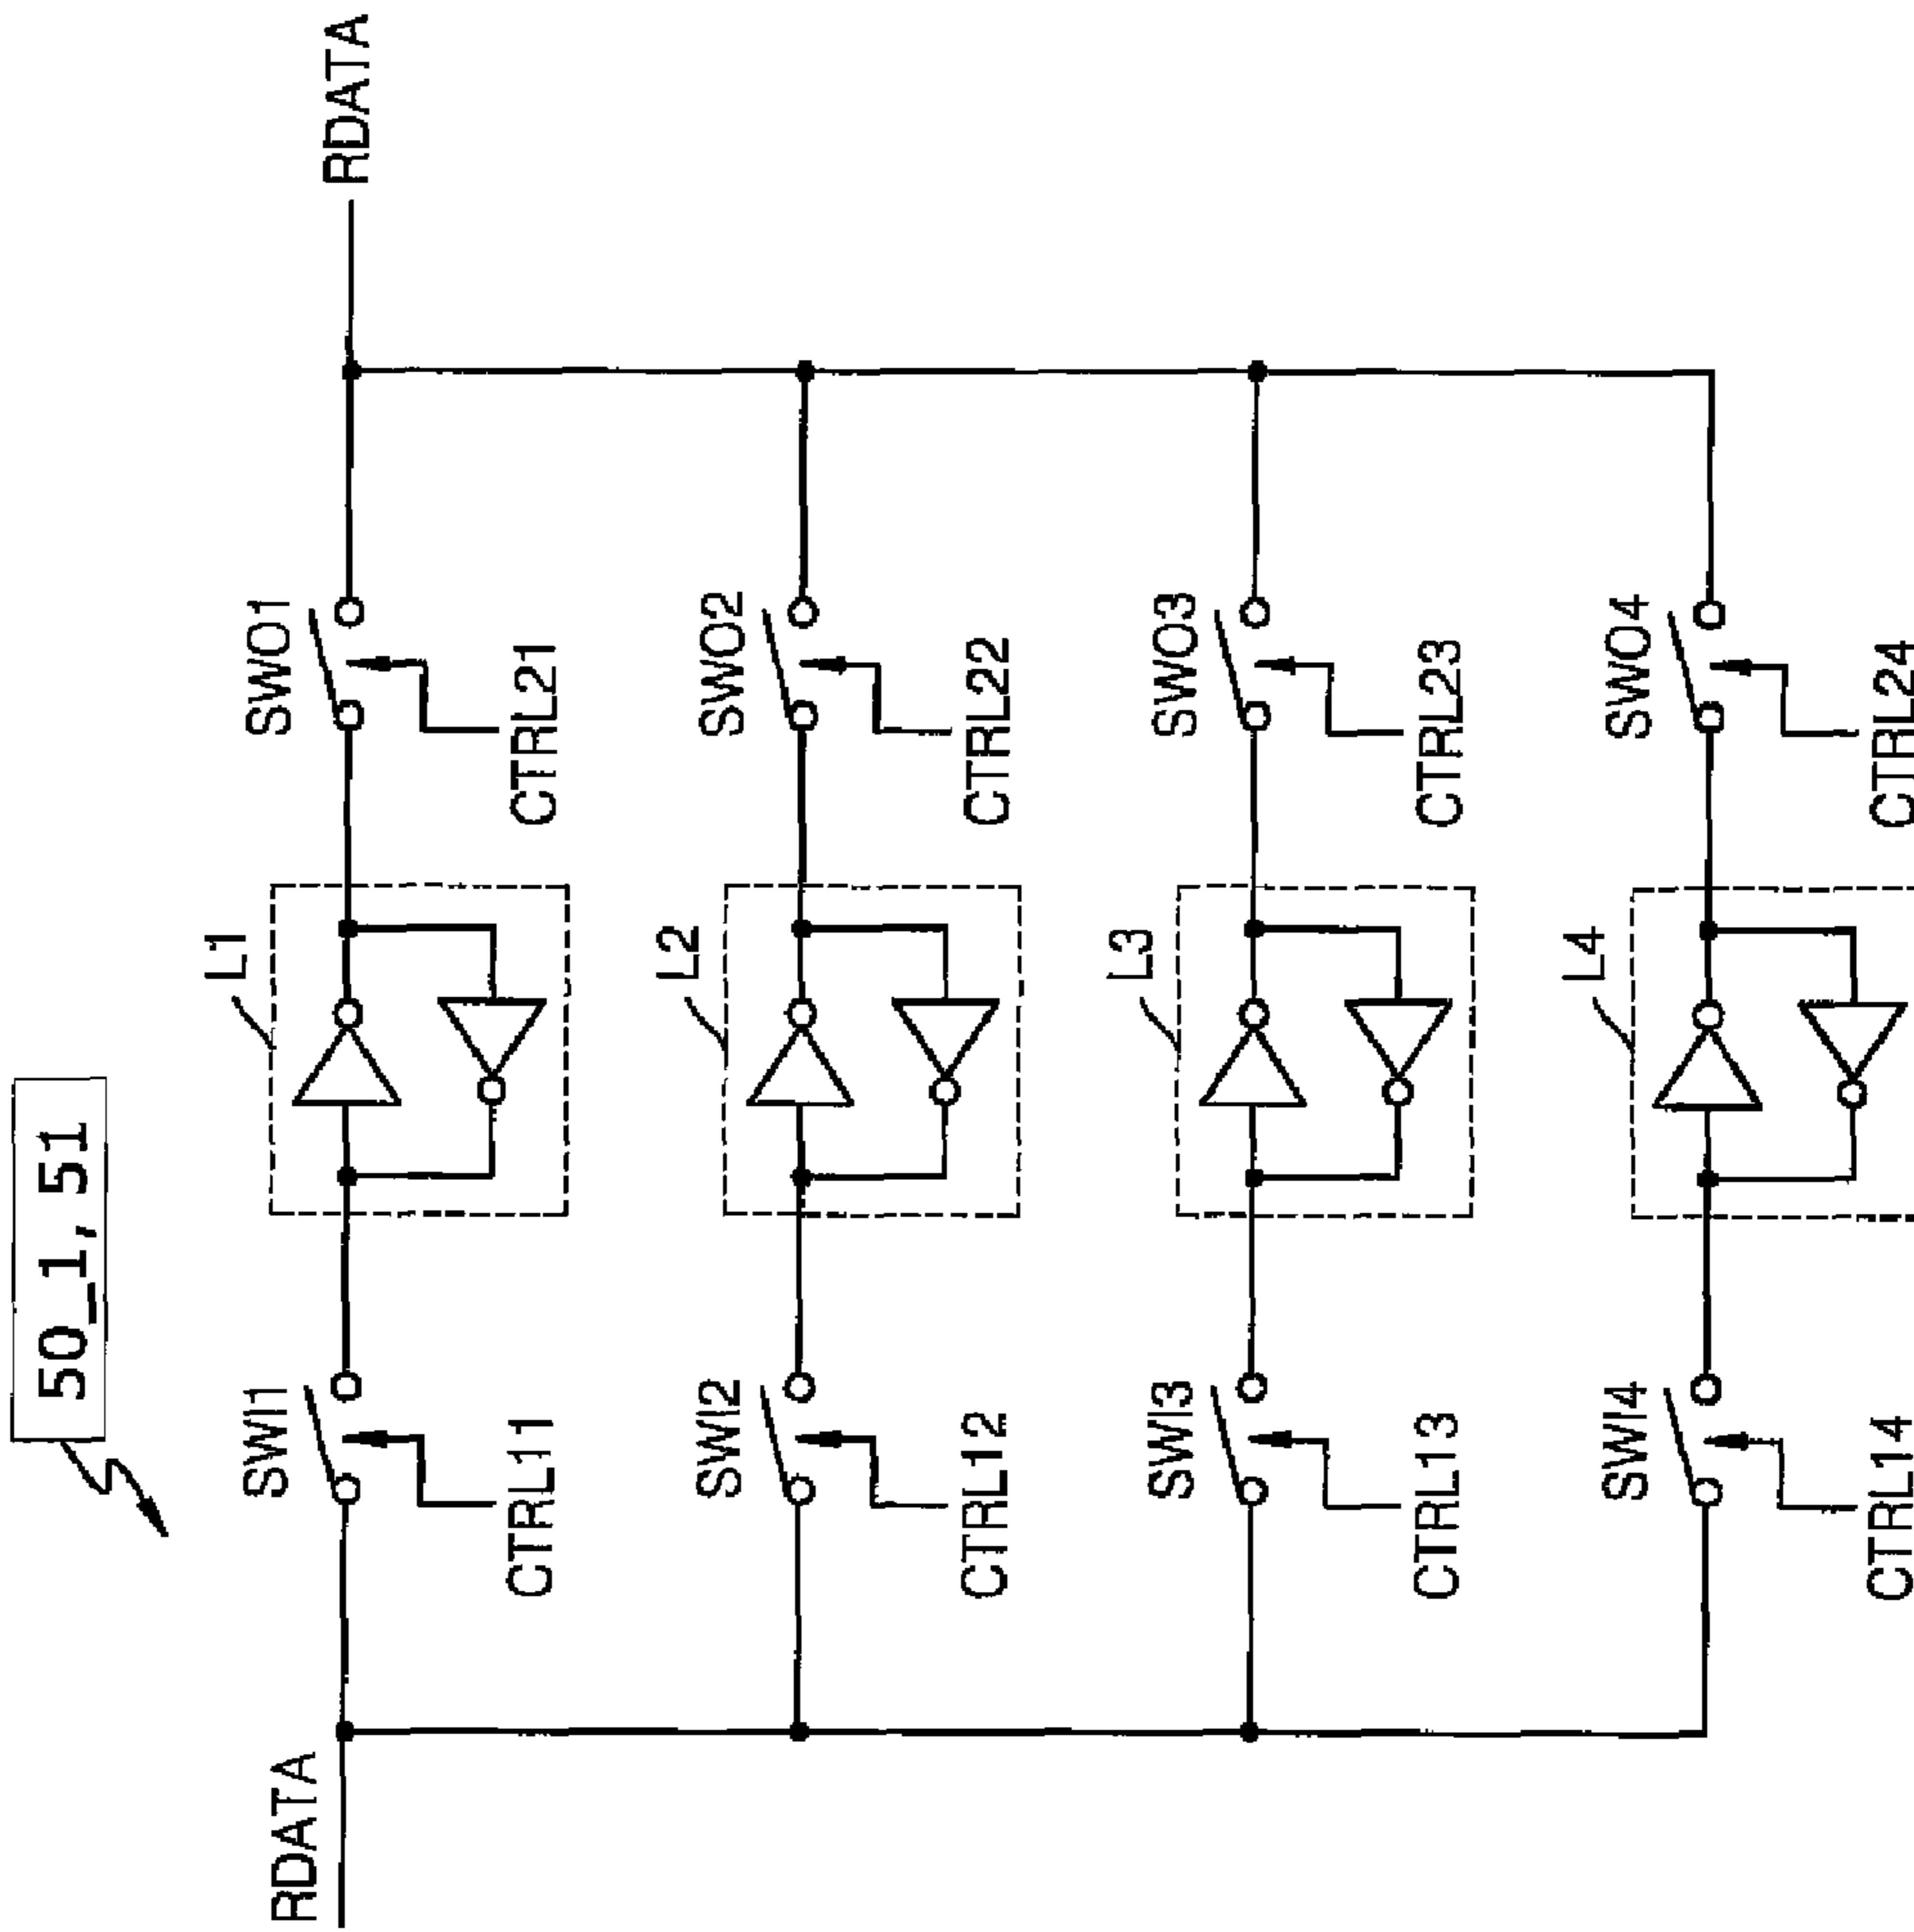 50_1, 51
RDATA
SWI1
CTRL11
L1
SWO1
CTRL21
RDATA
SWI2
CTRL12
L2
SWO2
CTRL22
SWI3
CTRL13
L3
SWO3
CTRL23
SWI4
CTRL14
L4
SWO4
CTRL24